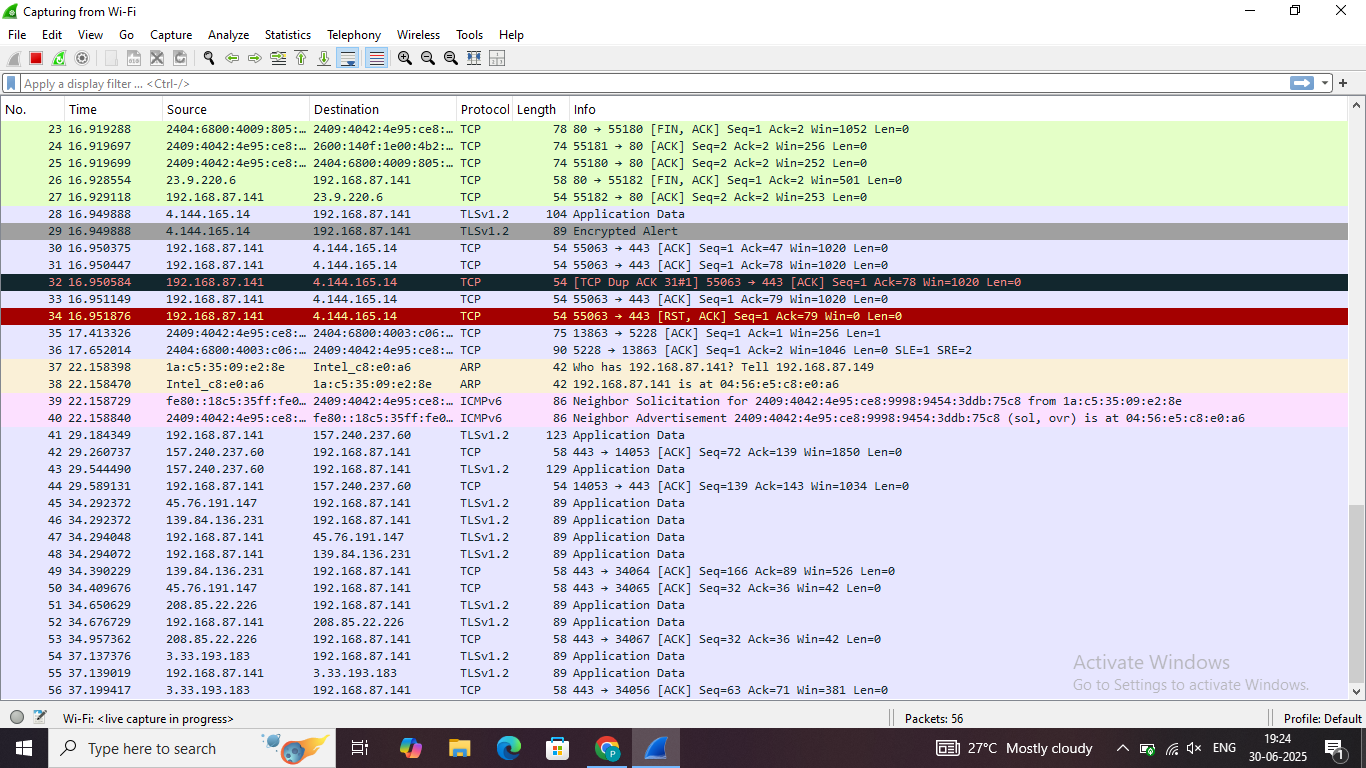 Capturing from Wi-Fi
File Edit View Go Capture Analyze Statistics Telephony Wireless Tools Help
Apply a display filter ... <Ctrl-/>
No. Time Source Destination Protocol Length Info
23 16.919288 2404:6800:4009:805:… 2409:4042:4e95:ce8:… TCP 78 80 → 55180 [FIN, ACK] Seq=1 Ack=2 Win=1052 Len=0
24 16.919697 2409:4042:4e95:ce8:… 2600:140f:1e00:4b2:… TCP 74 55181 → 80 [ACK] Seq=2 Ack=2 Win=256 Len=0
25 16.919699 2409:4042:4e95:ce8:… 2404:6800:4009:805:… TCP 74 55180 → 80 [ACK] Seq=2 Ack=2 Win=252 Len=0
26 16.928554 23.9.220.6 192.168.87.141 TCP 58 80 → 55182 [FIN, ACK] Seq=1 Ack=2 Win=501 Len=0
27 16.929118 192.168.87.141 23.9.220.6 TCP 54 55182 → 80 [ACK] Seq=2 Ack=2 Win=253 Len=0
28 16.949888 4.144.165.14 192.168.87.141 TLSv1.2 104 Application Data
29 16.949888 4.144.165.14 192.168.87.141 TLSv1.2 89 Encrypted Alert
30 16.950375 192.168.87.141 4.144.165.14 TCP 54 55063 → 443 [ACK] Seq=1 Ack=47 Win=1020 Len=0
31 16.950447 192.168.87.141 4.144.165.14 TCP 54 55063 → 443 [ACK] Seq=1 Ack=78 Win=1020 Len=0
32 16.950584 192.168.87.141 4.144.165.14 TCP 54 [TCP Dup ACK 31#1] 55063 → 443 [ACK] Seq=1 Ack=78 Win=1020 Len=0
33 16.951149 192.168.87.141 4.144.165.14 TCP 54 55063 → 443 [ACK] Seq=1 Ack=79 Win=1020 Len=0
34 16.951876 192.168.87.141 4.144.165.14 TCP 54 55063 → 443 [RST, ACK] Seq=1 Ack=79 Win=0 Len=0
35 17.413326 2409:4042:4e95:ce8:… 2404:6800:4003:c06:… TCP 75 13863 → 5228 [ACK] Seq=1 Ack=1 Win=256 Len=1
36 17.652014 2404:6800:4003:c06:… 2409:4042:4e95:ce8:… TCP 90 5228 → 13863 [ACK] Seq=1 Ack=2 Win=1046 Len=0 SLE=1 SRE=2
37 22.158398 1a:c5:35:09:e2:8e Intel_c8:e0:a6 ARP 42 Who has 192.168.87.141? Tell 192.168.87.149
38 22.158470 Intel_c8:e0:a6 1a:c5:35:09:e2:8e ARP 42 192.168.87.141 is at 04:56:e5:c8:e0:a6
39 22.158729 fe80::18c5:35ff:fe0… 2409:4042:4e95:ce8:… ICMPv6 86 Neighbor Solicitation for 2409:4042:4e95:ce8:9998:9454:3ddb:75c8 from 1a:c5:35:09:e2:8e
40 22.158840 2409:4042:4e95:ce8:… fe80::18c5:35ff:fe0… ICMPv6 86 Neighbor Advertisement 2409:4042:4e95:ce8:9998:9454:3ddb:75c8 (sol, ovr) is at 04:56:e5:c8:e0:a6
41 29.184349 192.168.87.141 157.240.237.60 TLSv1.2 123 Application Data
42 29.260737 157.240.237.60 192.168.87.141 TCP 58 443 → 14053 [ACK] Seq=72 Ack=139 Win=1850 Len=0
43 29.544490 157.240.237.60 192.168.87.141 TLSv1.2 129 Application Data
44 29.589131 192.168.87.141 157.240.237.60 TCP 54 14053 → 443 [ACK] Seq=139 Ack=143 Win=1034 Len=0
45 34.292372 45.76.191.147 192.168.87.141 TLSv1.2 89 Application Data
46 34.292372 139.84.136.231 192.168.87.141 TLSv1.2 89 Application Data
47 34.294048 192.168.87.141 45.76.191.147 TLSv1.2 89 Application Data
48 34.294072 192.168.87.141 139.84.136.231 TLSv1.2 89 Application Data
49 34.390229 139.84.136.231 192.168.87.141 TCP 58 443 → 34064 [ACK] Seq=166 Ack=89 Win=526 Len=0
50 34.409676 45.76.191.147 192.168.87.141 TCP 58 443 → 34065 [ACK] Seq=32 Ack=36 Win=42 Len=0
51 34.650629 208.85.22.226 192.168.87.141 TLSv1.2 89 Application Data
52 34.676729 192.168.87.141 208.85.22.226 TLSv1.2 89 Application Data
53 34.957362 208.85.22.226 192.168.87.141 TCP 58 443 → 34067 [ACK] Seq=32 Ack=36 Win=42 Len=0
54 37.137376 3.33.193.183 192.168.87.141 TLSv1.2 89 Application Data
55 37.139019 192.168.87.141 3.33.193.183 TLSv1.2 89 Application Data
56 37.199417 3.33.193.183 192.168.87.141 TCP 58 443 → 34056 [ACK] Seq=63 Ack=71 Win=381 Len=0
Activate Windows
Go to Settings to activate Windows.
Wi-Fi: <live capture in progress> Packets: 56 Profile: Default
Type here to search 27°C Mostly cloudy ENG 19:24
30-06-2025 1